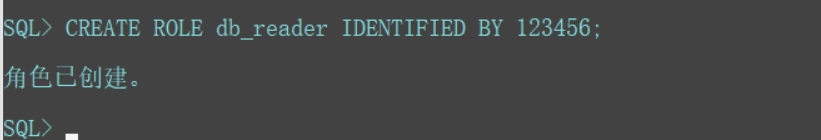 SQL> CREATE ROLE db_reader IDENTIFIED BY 123456;
角色已创建。
SQL>